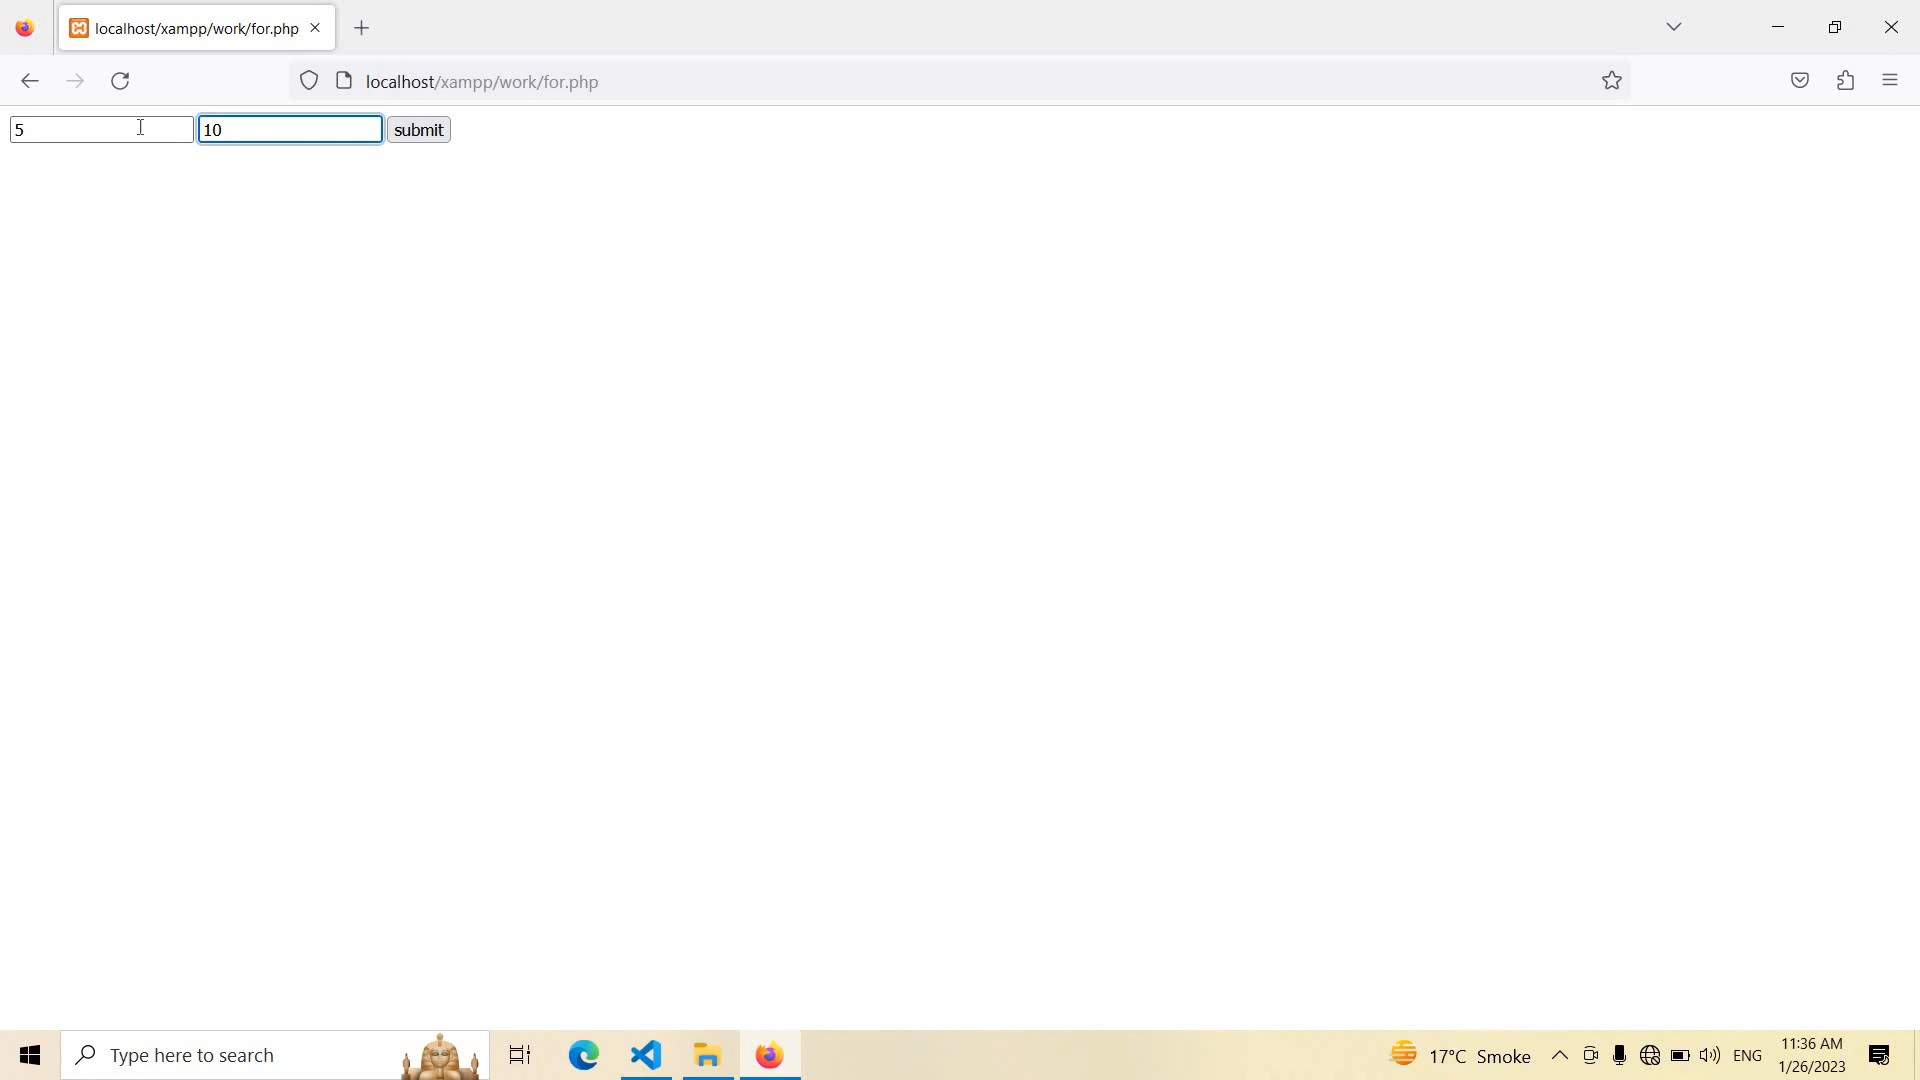 localhost/xampp/work/for.php
localhost/xampp/work/for.php
5 10 submit
Type here to search
17°C Smoke ENG 11:36 AM
1/26/2023